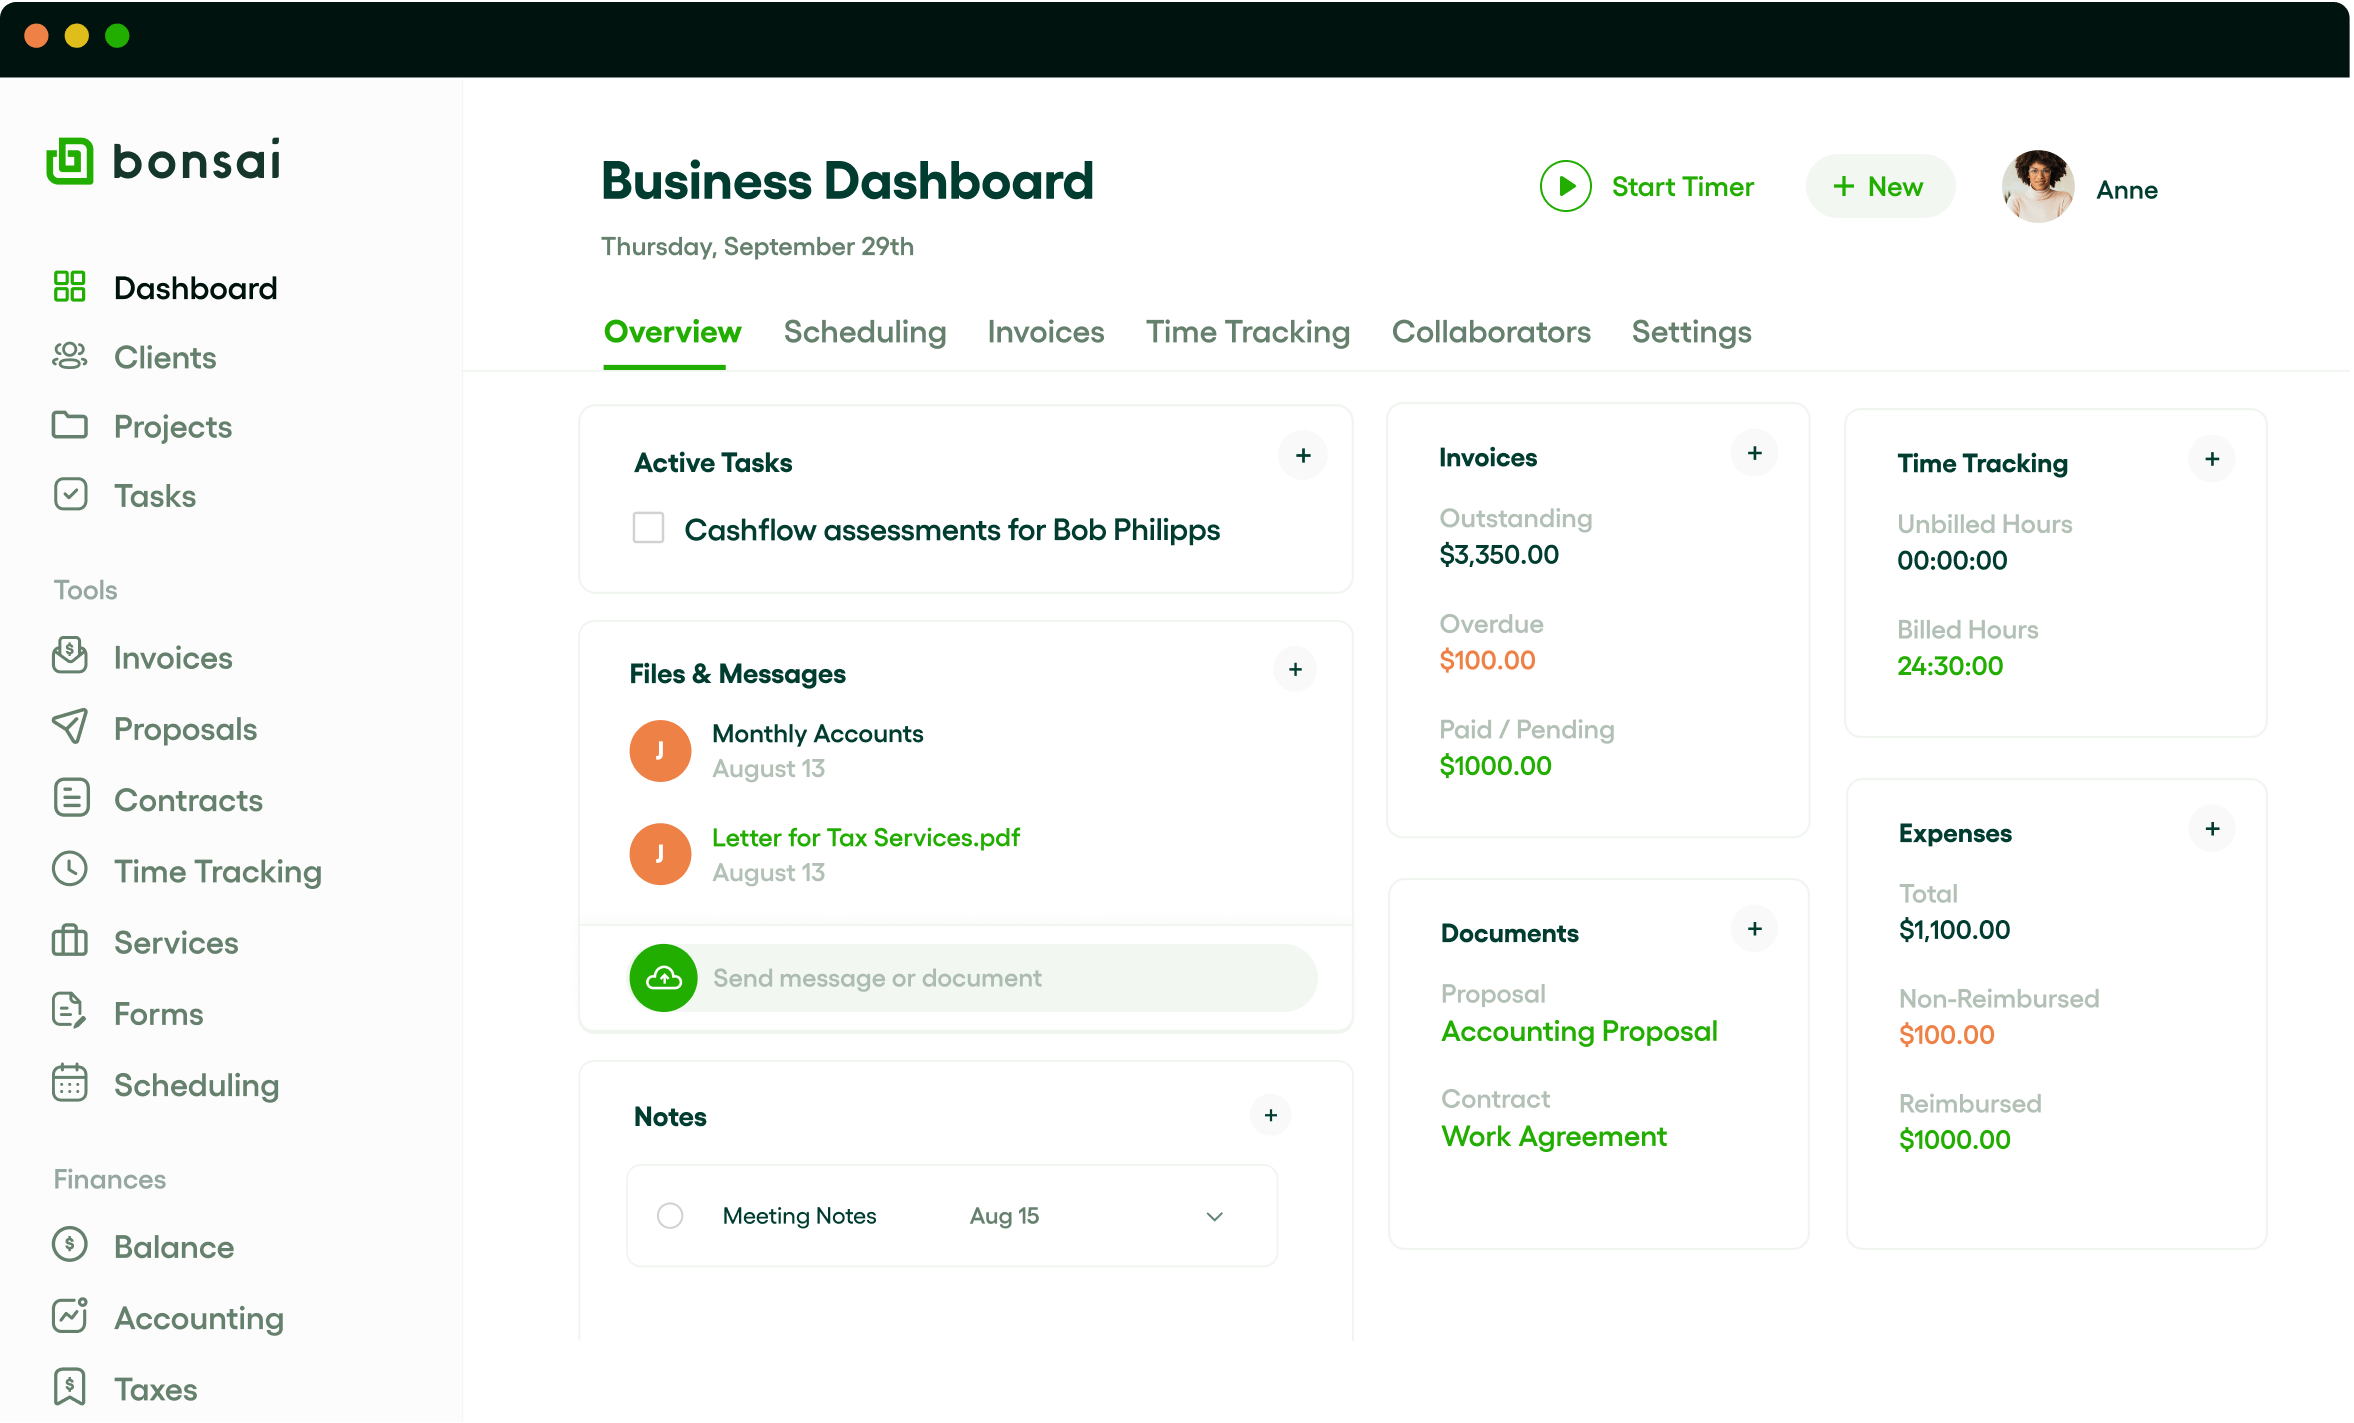 bonsai
Dashboard
Clients
Projects
Tasks
Tools
Invoices
Proposals
Contracts
Time Tracking
Services
Forms
Scheduling
Finances
Balance
Accounting
Taxes
Business Dashboard
Thursday, September 29th
Start Timer
+ New
Anne
Overview
Scheduling
Invoices
Time Tracking
Collaborators
Settings
Active Tasks
+
Cashflow assessments for Bob Philipps
Files & Messages
+
J
Monthly Accounts
August 13
J
Letter for Tax Services.pdf
August 13
Send message or document
Notes
+
Meeting Notes
Aug 15
Invoices
+
Outstanding
$3,350.00
Overdue
$100.00
Paid / Pending
$1000.00
Documents
+
Proposal
Accounting Proposal
Contract
Work Agreement
Time Tracking
+
Unbilled Hours
00:00:00
Billed Hours
24:30:00
Expenses
+
Total
$1,100.00
Non-Reimbursed
$100.00
Reimbursed
$1000.00